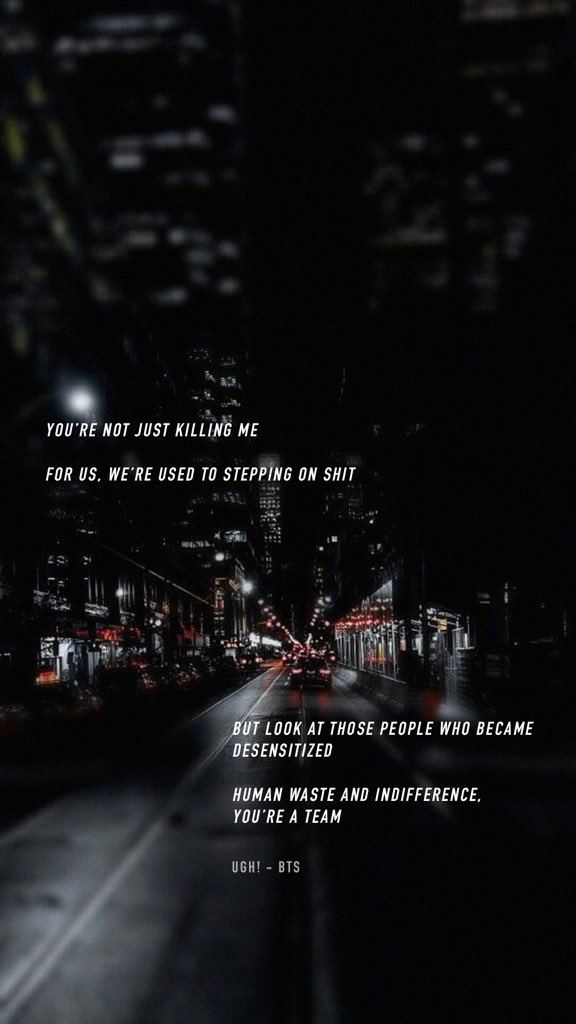 YOU'RE NOT JUST KILLING ME
FOR US, WE'RE USED TO STEPPING ON SHIT
BUT LOOK AT THOSE PEOPLE WHO BECAME
DESENSITIZED
HUMAN WASTE AND INDIFFERENCE,
YOU'RE A TEAM
UGH! - BTS